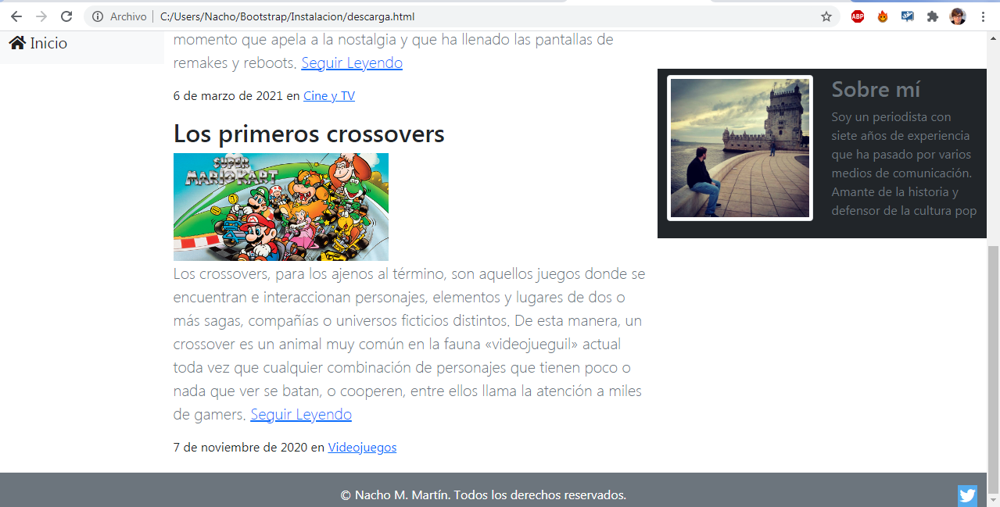 Archivo
C:/Users/Nacho/Bootstrap/Instalacion/descarga.html
ABP
Inicio
momento que apela a la nostalgia y que ha llenado las pantallas de
remakes y reboots. Seguir Leyendo
6 de marzo de 2021 en Cine y TV
Los primeros crossovers
SUPER
MARIO KART
Los crossovers, para los ajenos al término, son aquellos juegos donde se
encuentran e interaccionan personajes, elementos y lugares de dos o
más sagas, compañías o universos ficticios distintos. De esta manera, un
crossover es un animal muy común en la fauna «videojueguil» actual
toda vez que cualquier combinación de personajes que tienen poco o
nada que ver se batan, o cooperen, entre ellos llama la atención a miles
de gamers. Seguir Leyendo
7 de noviembre de 2020 en Videojuegos
Sobre mí
Soy un periodista con
siete años de experiencia
que ha pasado por varios
medios de comunicación.
Amante de la historia y
defensor de la cultura pop
© Nacho M. Martín. Todos los derechos reservados.